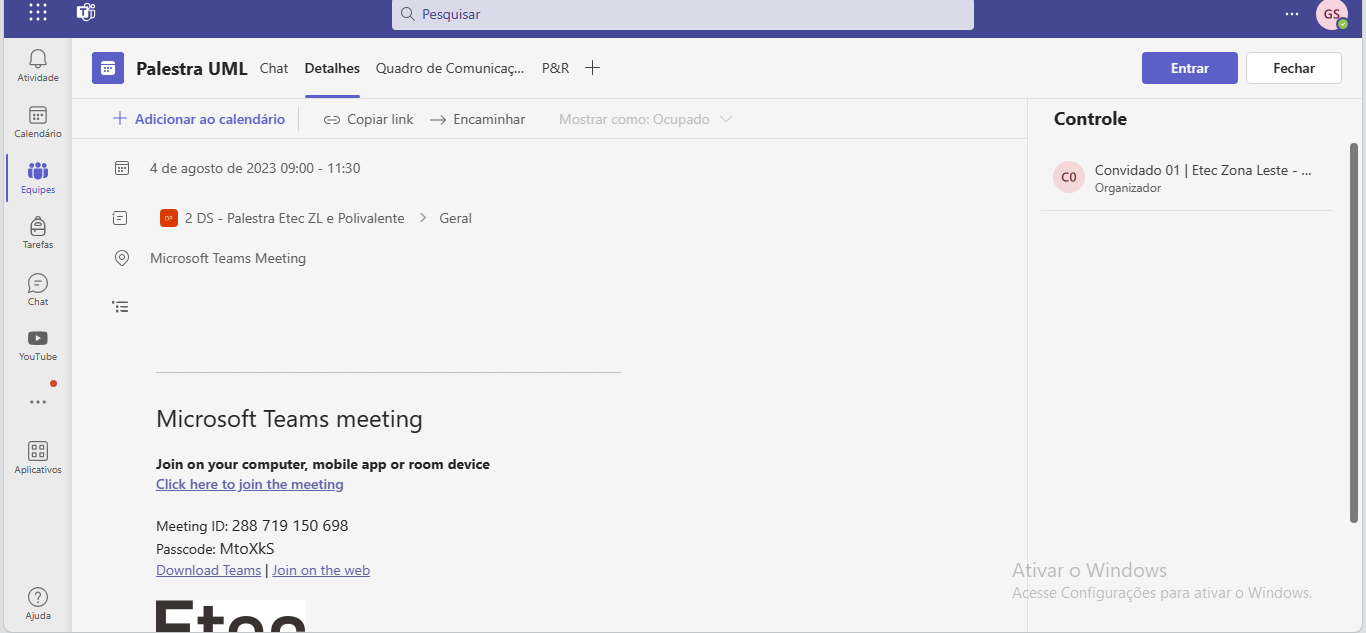 Pesquisar
GS
Atividade
Calendário
Equipes
Tarefas
Chat
YouTube
Aplicativos
Ajuda
Palestra UML Chat Detalhes Quadro de Comunicaç... P&R
Entrar Fechar
Adicionar ao calendário Copiar link Encaminhar Mostrar como: Ocupado
4 de agosto de 2023 09:00 - 11:30
DP 2 DS - Palestra Etec ZL e Polivalente > Geral
Microsoft Teams Meeting
Microsoft Teams meeting
Join on your computer, mobile app or room device
Click here to join the meeting
Meeting ID: 288 719 150 698
Passcode: MtoXkS
Download Teams | Join on the web
Etec
Controle
C0 Convidado 01 | Etec Zona Leste - ...
Organizador
Ativar o Windows
Acesse Configurações para ativar o Windows.